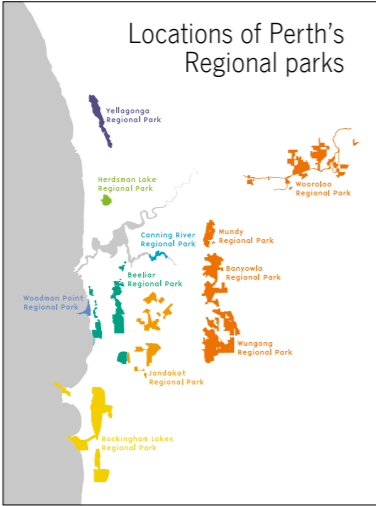 Locations of Perth's
Regional parks
Yellagonga
Regional Park
Herdsman Lake
Regional Park
Wooroloo
Regional Park
Canning River
Regional Park
Mundy
Regional Park
Beeliar
Regional Park
Banyowla
Regional Park
Woodman Point
Regional Park
Wungong
Regional Park
Jandakot
Regional Park
Rockingham Lakes
Regional Park